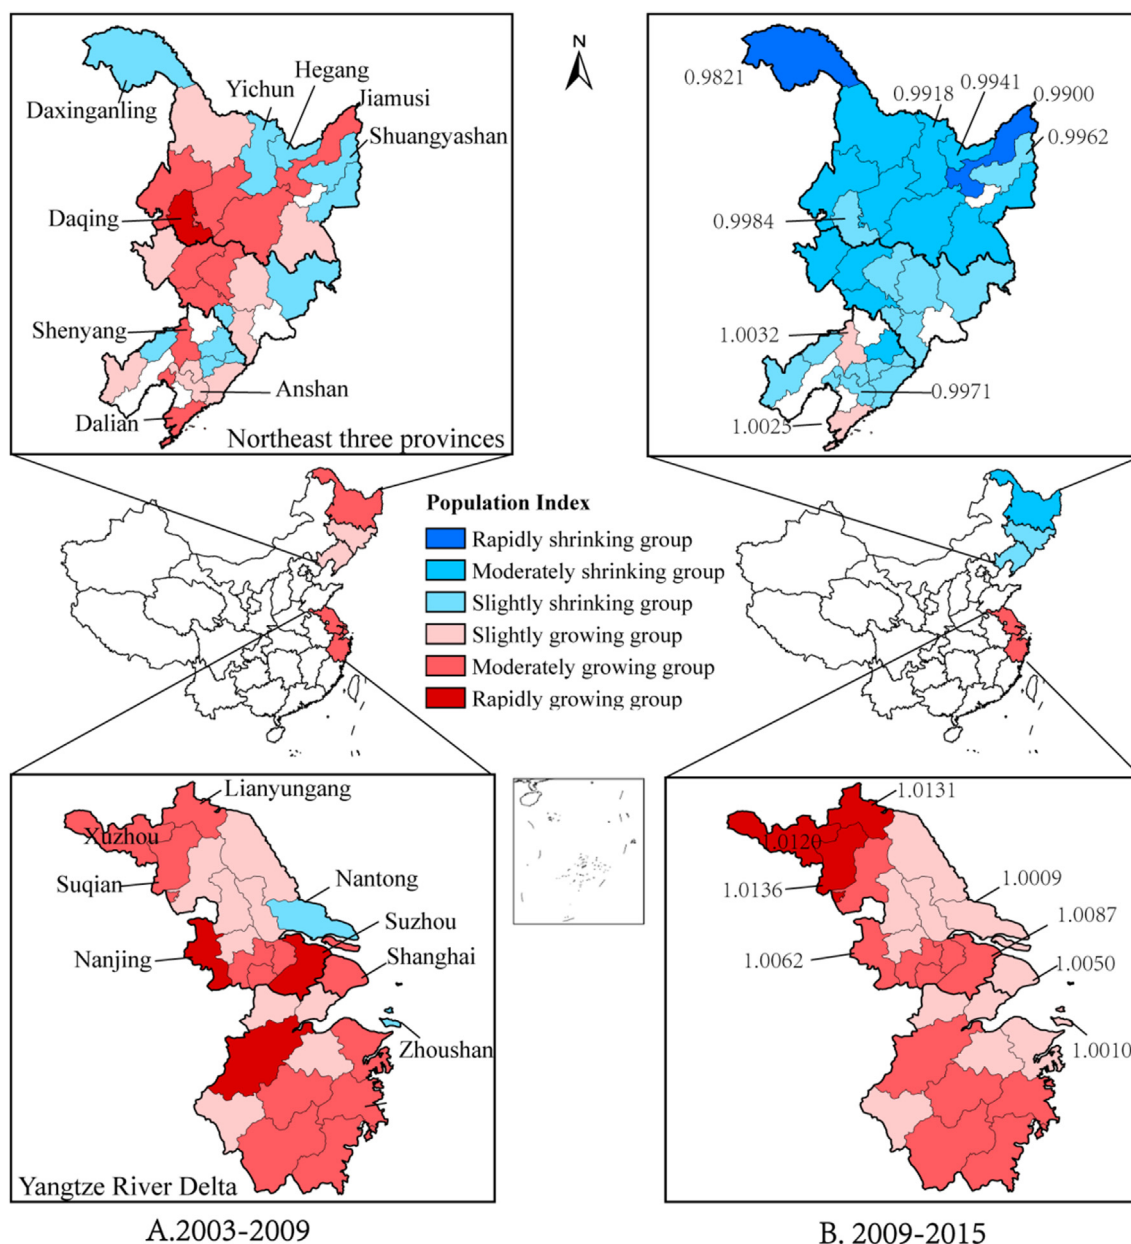 Daxinganling
Yichun
Hegang
Jiamusi
Shuangyashan
Daqing
Shenyang
Anshan
Dalian
Northeast three provinces
N
0.9821
0.9918
0.9941
0.9900
0.9962
0.9984
1.0032
0.9971
1.0025
Population Index
Rapidly shrinking group
Moderately shrinking group
Slightly shrinking group
Slightly growing group
Moderately growing group
Rapidly growing group
Lianyungang
Xuzhou
Suqian
Nantong
Suzhou
Nanjing
Shanghai
Zhoushan
Yangtze River Delta
1.0131
1.0120
1.0136
1.0009
1.0087
1.0062
1.0050
1.0010
A.2003-2009
B. 2009-2015